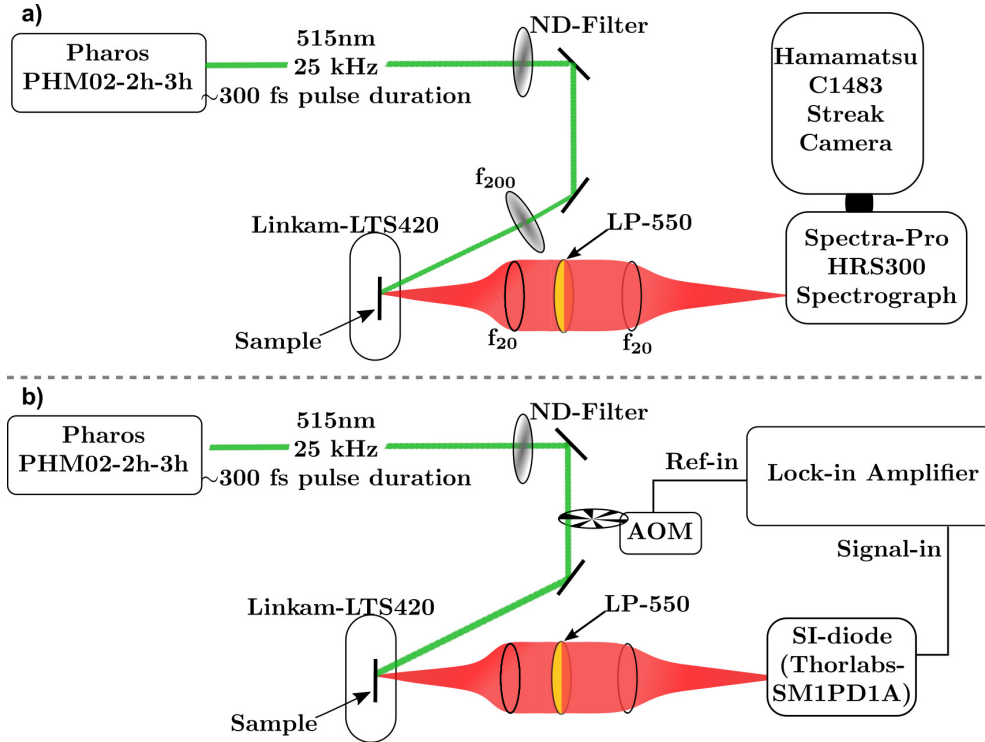 a)
Pharos
PHM02-2h-3h
515nm
25 kHz
~300 fs pulse duration
ND-Filter
Hamamatsu
C1483
Streak
Camera
f200
Linkam-LTS420
LP-550
Spectra-Pro
HRS300
Spectrograph
Sample
f20
f20
b)
Pharos
PHM02-2h-3h
515nm
25 kHz
~300 fs pulse duration
ND-Filter
Ref-in
Lock-in Amplifier
AOM
Signal-in
Linkam-LTS420
LP-550
SI-diode
(Thorlabs-
SM1PD1A)
Sample